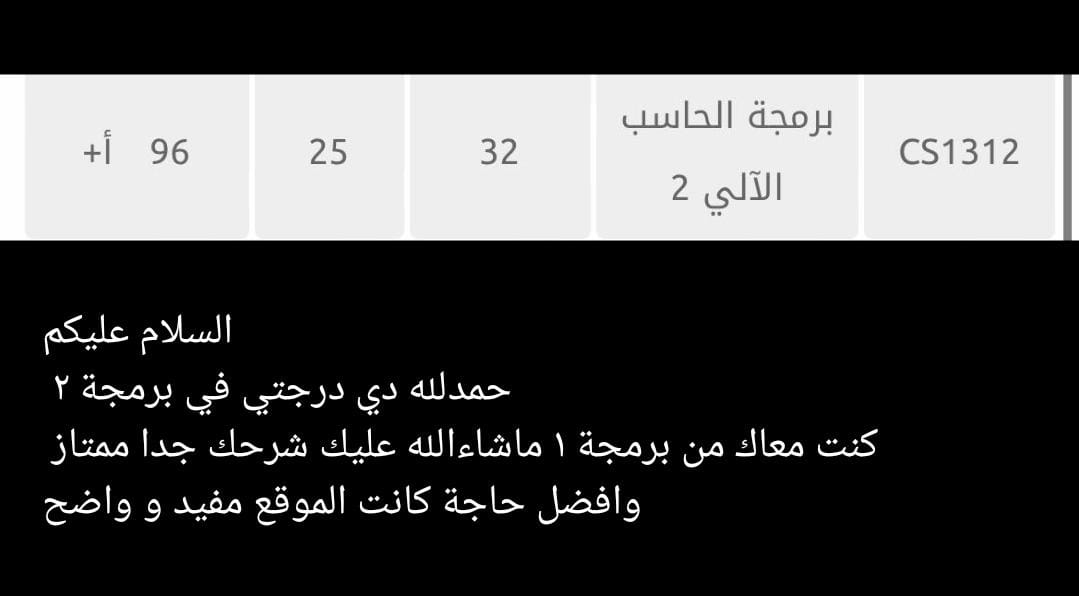 CS1312
برمجة الحاسب
الآلي 2
32
25
96 أ+
السلام عليكم
حمدلله دي درجتي في برمجة ٢
كنت معاك من برمجة ١ ماشاءالله عليك شرحك جدا ممتاز
وافضل حاجة كانت الموقع مفيد و واضح